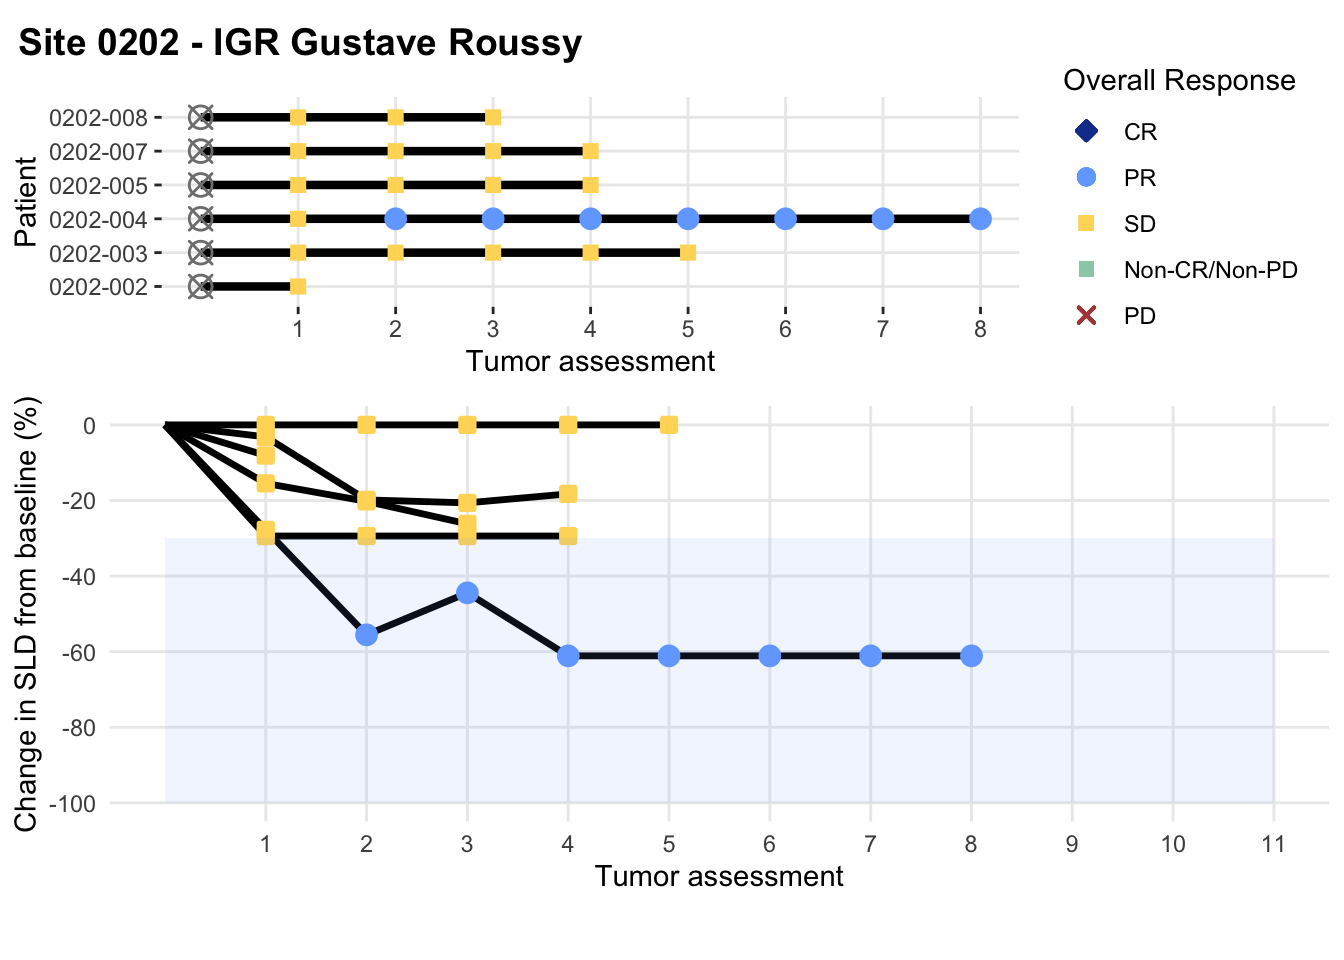 Site 0202 - IGR Gustave Roussy
Patient
0202-008
0202-007
0202-005
0202-004
0202-003
0202-002
1 2 3 4 5 6 7 8
Tumor assessment
Overall Response
CR
PR
SD
Non-CR/Non-PD
PD
Change in SLD from baseline (%)
0
-20
-40
-60
-80
-100
1 2 3 4 5 6 7 8 9 10 11
Tumor assessment